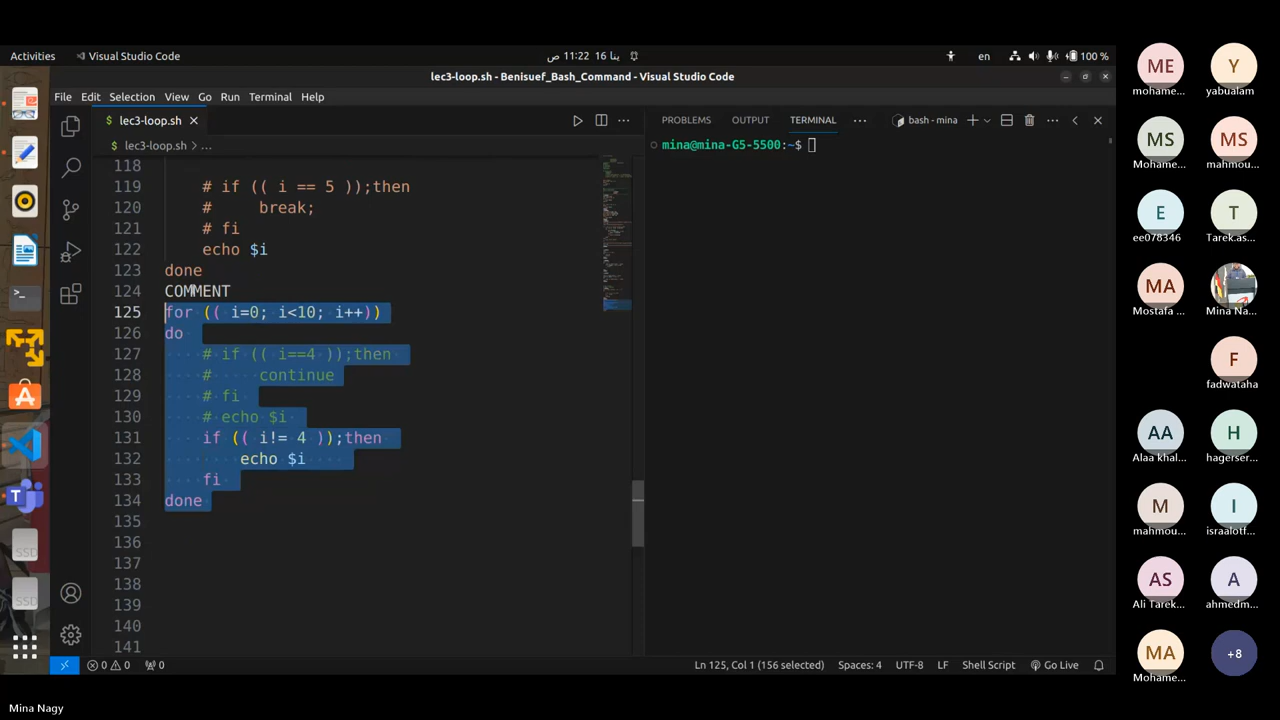 Activities
Visual Studio Code
11:22 ص
16 ينا
en
100 %
lec3-loop.sh - Benisuef_Bash_Command - Visual Studio Code
File Edit Selection View Go Run Terminal Help
lec3-loop.sh
PROBLEMS OUTPUT TERMINAL
bash - mina
lec3-loop.sh > ...
mina@mina-G5-5500:~$
118
119 # if (( i == 5 ));then
120 # break;
121 # fi
122 echo $i
123 done
124 COMMENT
125 for (( i=0; i<10; i++))
126 do
127 # if (( i==4 ));then
128 # continue
129 # fi
130 # echo $i
131 if (( i!= 4 ));then
132 echo $i
133 fi
134 done
135
136
137
138
139
140
141
SSD
SSD
0 0 0
Ln 125, Col 1 (156 selected) Spaces: 4 UTF-8 LF Shell Script Go Live
ME
mohame...
Y
yabualam
MS
Mohame...
MS
mahmou...
E
ee078346
T
Tarek.as...
MA
Mostafa ...
Mina Na...
F
fadwataha
AA
Alaa khal...
H
hagerser...
M
mahmou...
I
israalotf...
AS
Ali Tarek...
A
ahmedm...
MA
Mohame...
+8
Mina Nagy